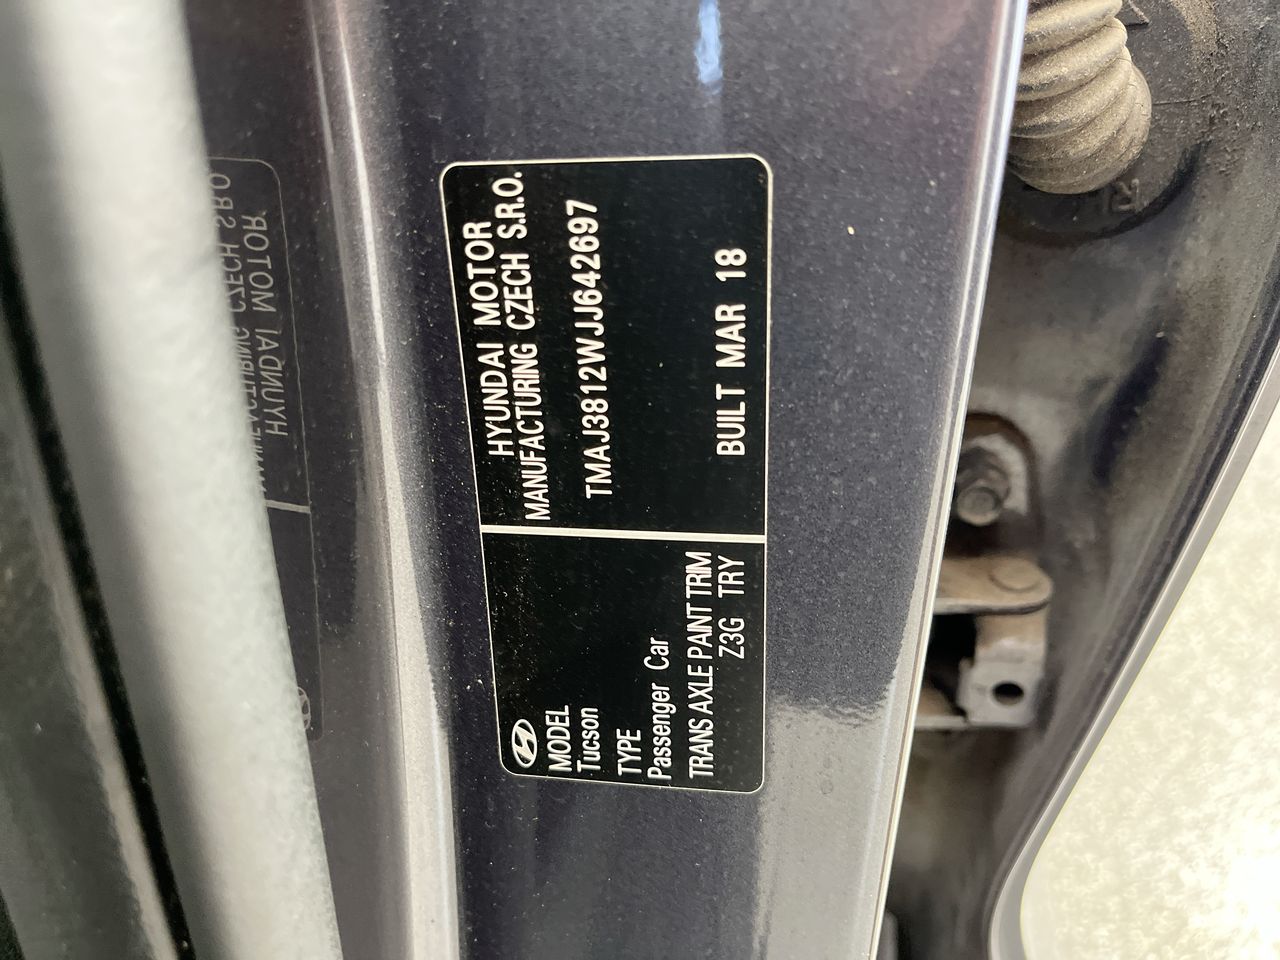 HYUNDAI MOTOR
MANUFACTURING CZECH S.R.O.
TMAJ3812WJJ642697
BUILT MAR 18
MODEL
Tucson
TYPE
Passenger Car
TRANS AXLE PAINT TRIM
Z3G TRY